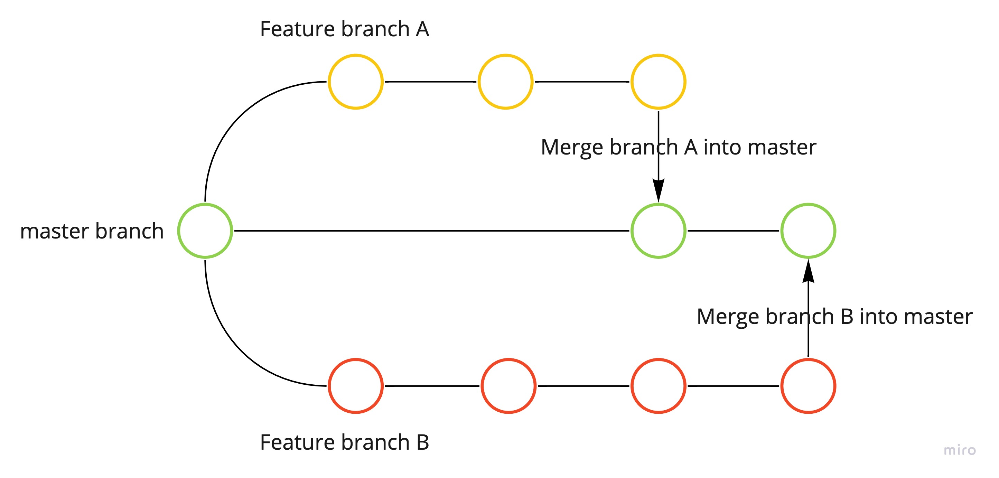 Feature branch A
Merge branch A into master
master branch
Merge branch B into master
Feature branch B
miro